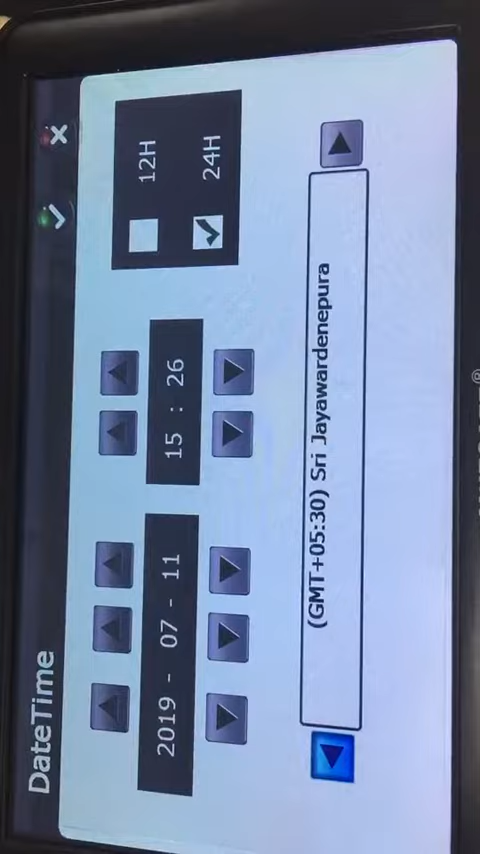 DateTime
2019 - 07 - 11
15 : 26
12H
24H
(GMT+05:30) Sri Jayawardenepura